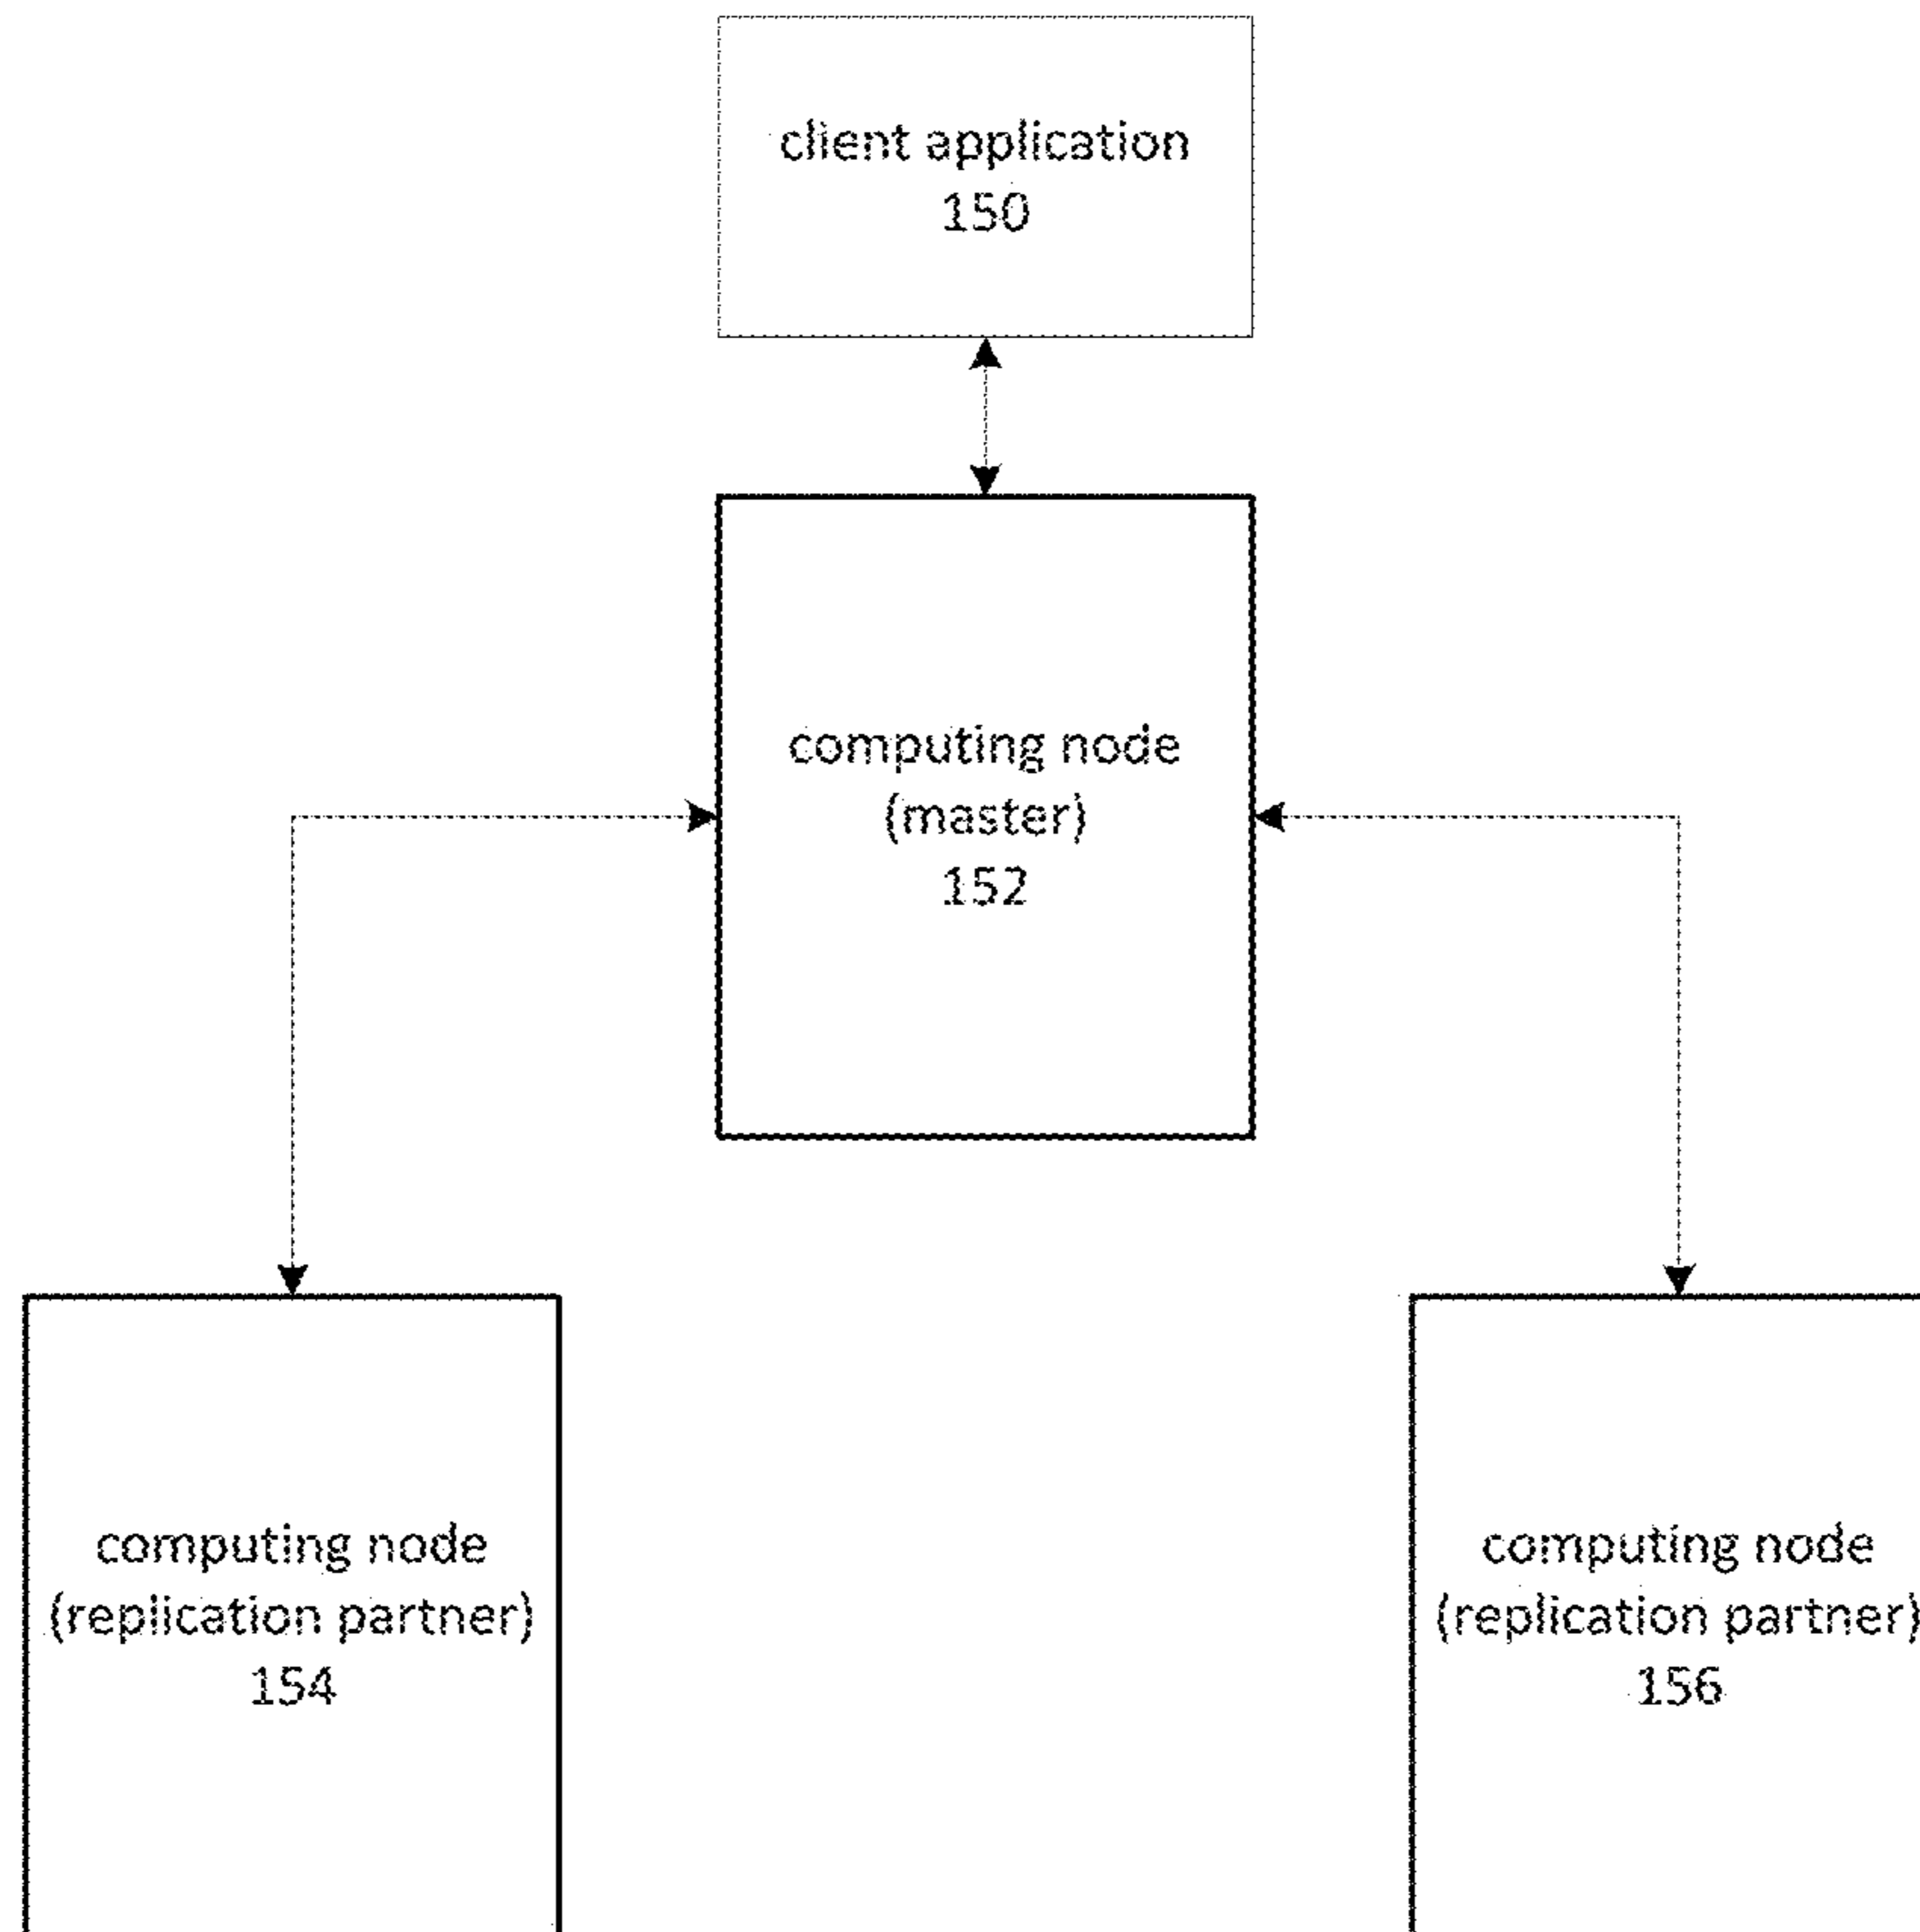 client application
150
computing node
(master)
152
computing node
(replication partner)
154
computing node
(replication partner)
156